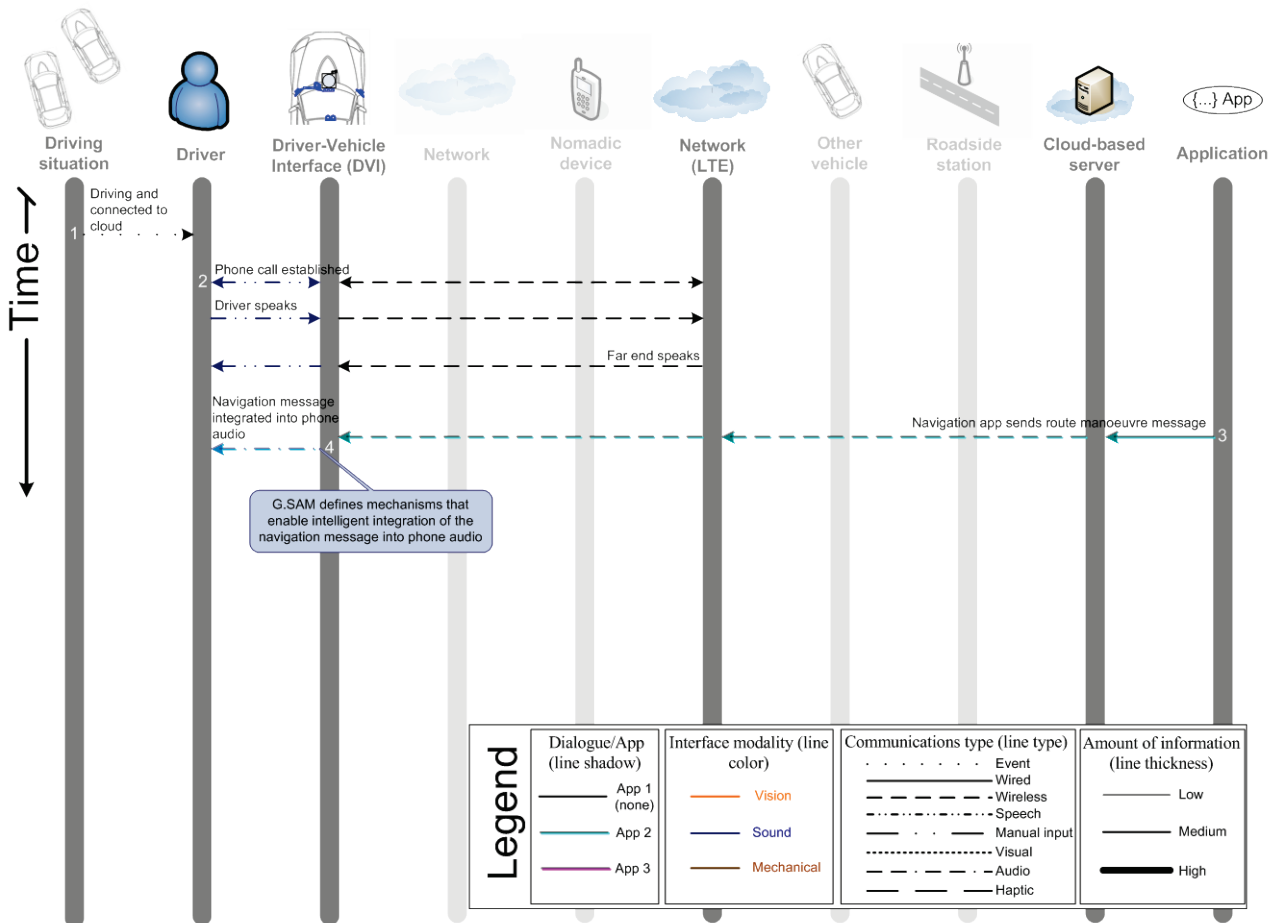 {...} App
Driving
situation
Driver
Driver-Vehicle
Interface (DVI)
Network
Nomadic
device
Network
(LTE)
Other
vehicle
Roadside
station
Cloud-based
server
Application
Time
Driving and
connected to
cloud
1
Phone call established
2
Driver speaks
Far end speaks
Navigation message
integrated into phone
audio
Navigation app sends route manoeuvre message
3
4
G.SAM defines mechanisms that
enable intelligent integration of the
navigation message into phone audio
Legend
Dialogue/App
(line shadow)
App 1
(none)
App 2
App 3
Interface modality (line
color)
Vision
Sound
Mechanical
Communications type (line type)
Event
Wired
Wireless
Speech
Manual input
Visual
Audio
Haptic
Amount of information
(line thickness)
Low
Medium
High